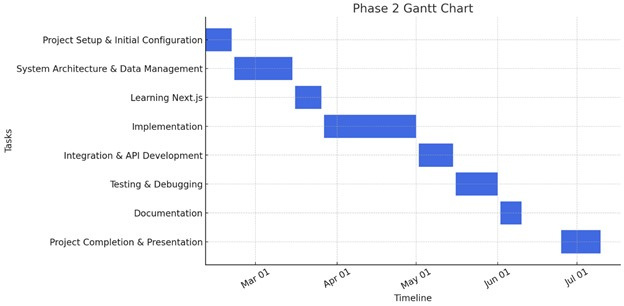 Phase 2 Gantt Chart
Tasks
Project Setup & Initial Configuration
System Architecture & Data Management
Learning Next.js
Implementation
Integration & API Development
Testing & Debugging
Documentation
Project Completion & Presentation
Mar 01
Apr 01
May 01
Jun 01
Jul 01
Timeline